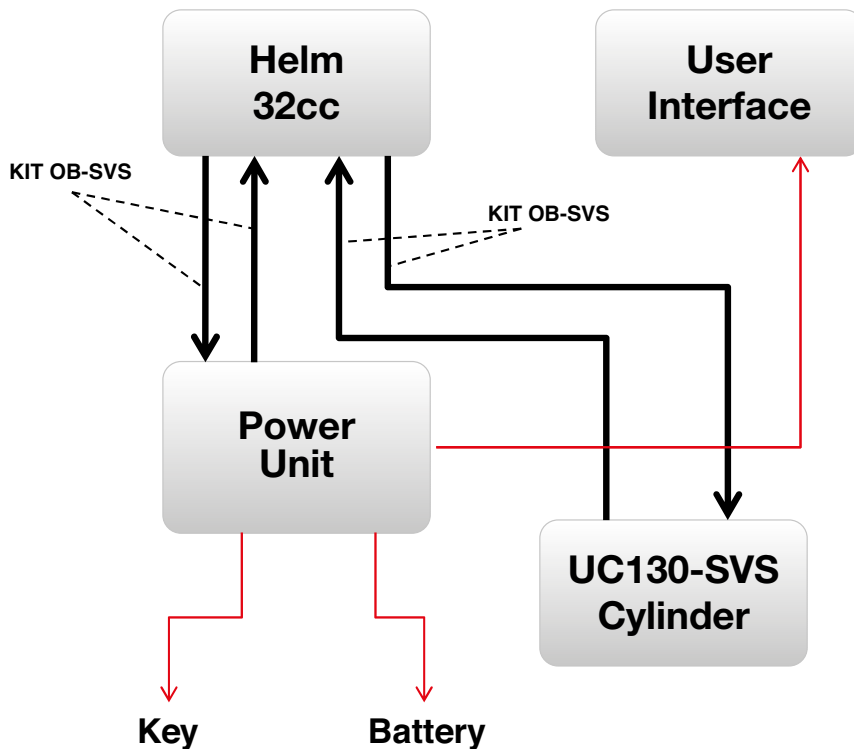 Helm
32cc
User
Interface
KIT OB-SVS
KIT OB-SVS
Power
Unit
UC130-SVS
Cylinder
Key
Battery